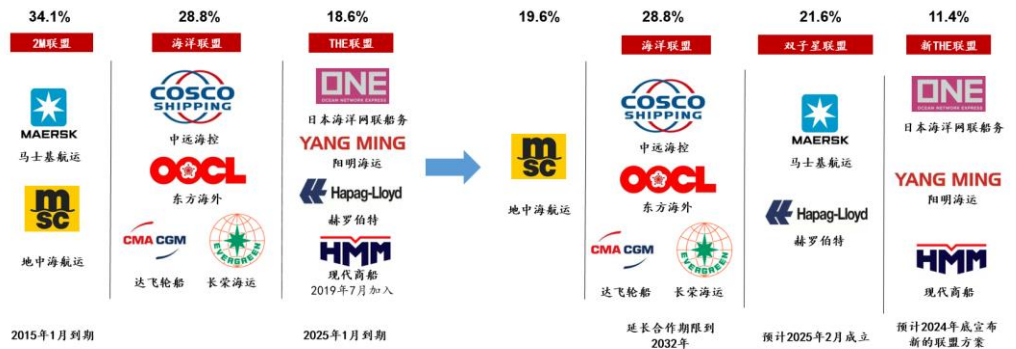 34.1%
28.8%
18.6%
19.6%
28.8%
21.6%
11.4%
2M联盟
海洋联盟
THE联盟
海洋联盟
双子星联盟
新THE联盟
MAERSK
马士基航运
msc
地中海航运
2015年1月到期
COSCO
SHIPPING
中远海控
OOCL
东方海外
CMA CGM
达飞轮船
EVERGREEN
长荣海运
ONE
OCEAN NETWORK EXPRESS
日本海洋网联船务
YANG MING
阳明海运
Hapag-Lloyd
赫罗伯特
HMM
现代商船
2019年7月加入
2025年1月到期
msc
地中海航运
COSCO
SHIPPING
中远海控
OOCL
东方海外
CMA CGM
达飞轮船
EVERGREEN
长荣海运
延长合作期限到
2032年
MAERSK
马士基航运
Hapag-Lloyd
赫罗伯特
预计2025年2月成立
ONE
OCEAN NETWORK EXPRESS
日本海洋网联船务
YANG MING
阳明海运
HMM
现代商船
预计2024年底宣布
新的联盟方案